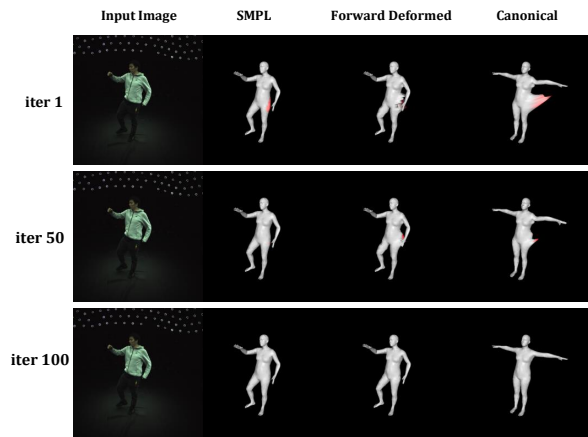 Input Image SMPL Forward Deformed Canonical
iter 1
iter 50
iter 100